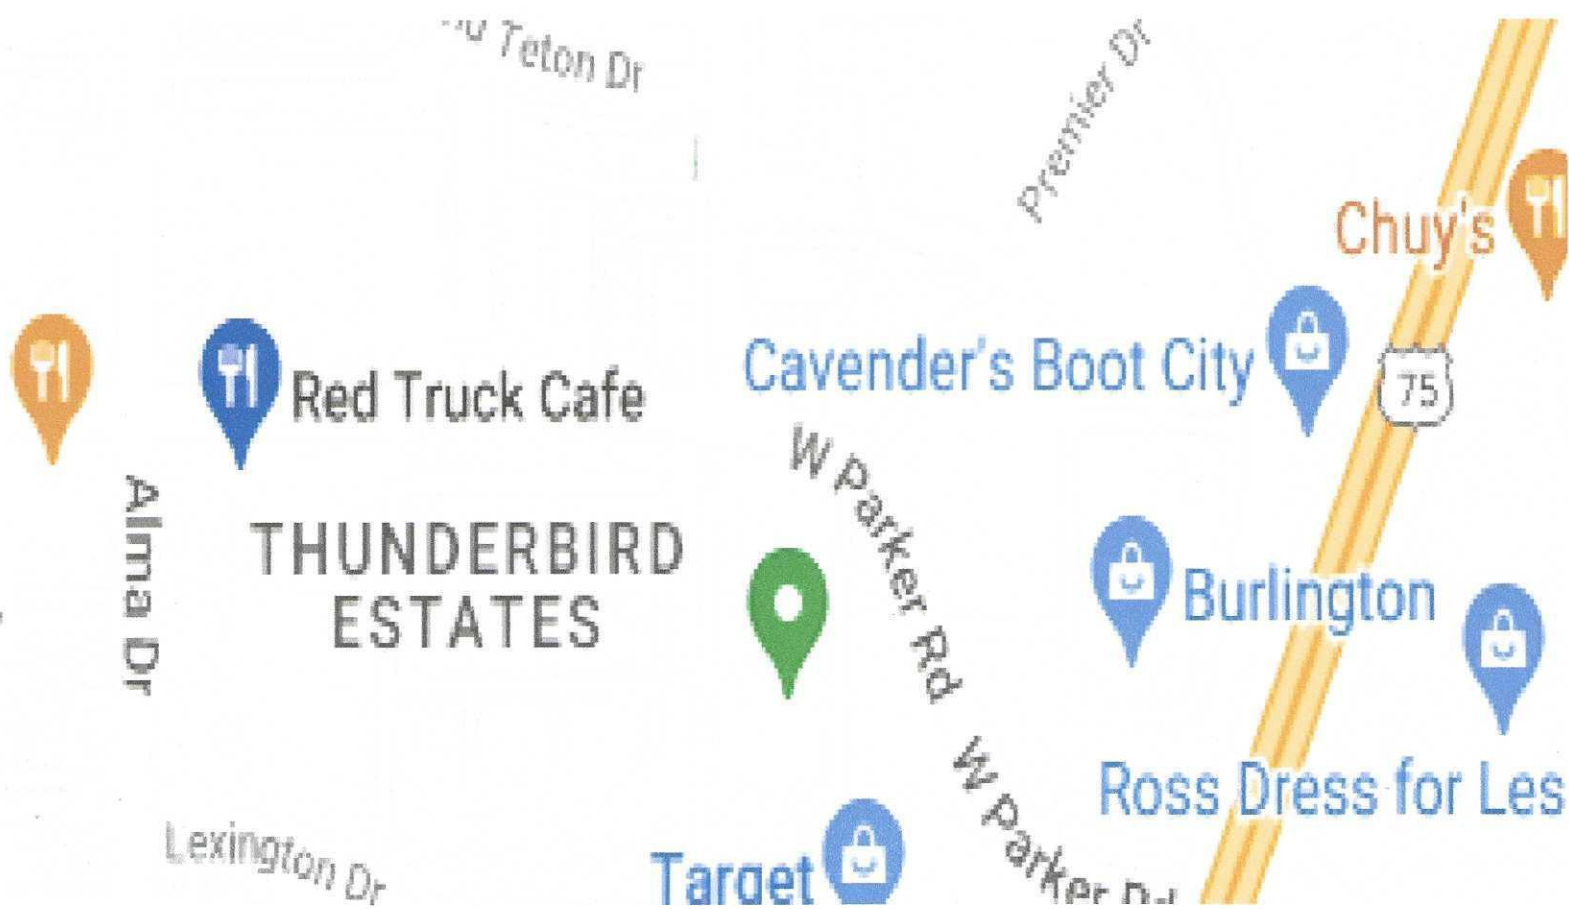 Teton Dr
Premier Dr
Chuy's
Cavender's Boot City
75
Red Truck Cafe
W Parker Rd
Alma Dr
THUNDERBIRD
ESTATES
Burlington
W Parker Rd
Ross Dress for Les
Lexington Dr
Target